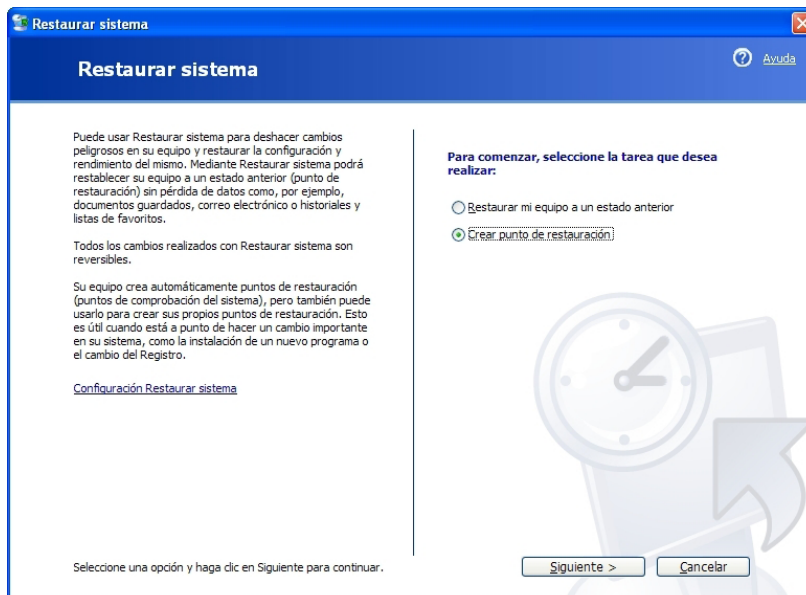 Restaurar sistema
Restaurar sistema
Ayuda
Puede usar Restaurar sistema para deshacer cambios
peligrosos en su equipo y restaurar la configuración y
rendimiento del mismo. Mediante Restaurar sistema podrá
restablecer su equipo a un estado anterior (punto de
restauración) sin pérdida de datos como, por ejemplo,
documentos guardados, correo electrónico o historiales y
listas de favoritos.
Todos los cambios realizados con Restaurar sistema son
reversibles.
Su equipo crea automáticamente puntos de restauración
(puntos de comprobación del sistema), pero también puede
usarlo para crear sus propios puntos de restauración. Esto
es útil cuando está a punto de hacer un cambio importante
en su sistema, como la instalación de un nuevo programa o
el cambio del Registro.
Configuración Restaurar sistema
Para comenzar, seleccione la tarea que desea
realizar:
Restaurar mi equipo a un estado anterior
Crear punto de restauración
Seleccione una opción y haga clic en Siguiente para continuar.
Siguiente >
Cancelar